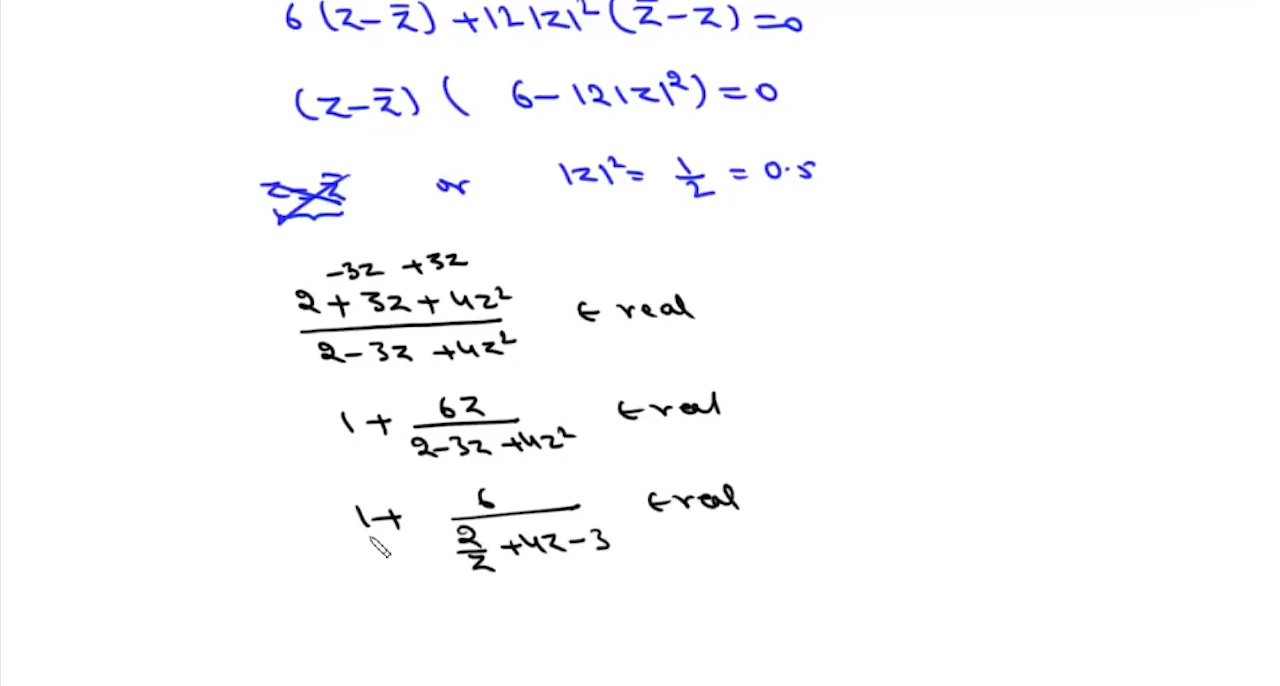 6 (z-z̄) +12|z|² (z̄-z) =0
(z-z̄) ( 6-12|z|²) = 0
z=z̄ or |z|²= 1/2 = 0.5
-3z +3z
2+3z+4z²
2-3z+4z² ∈ real
1 + 6z/(2-3z+4z²) ∈ real
1+ 6/(2/z +4z-3) ∈ real